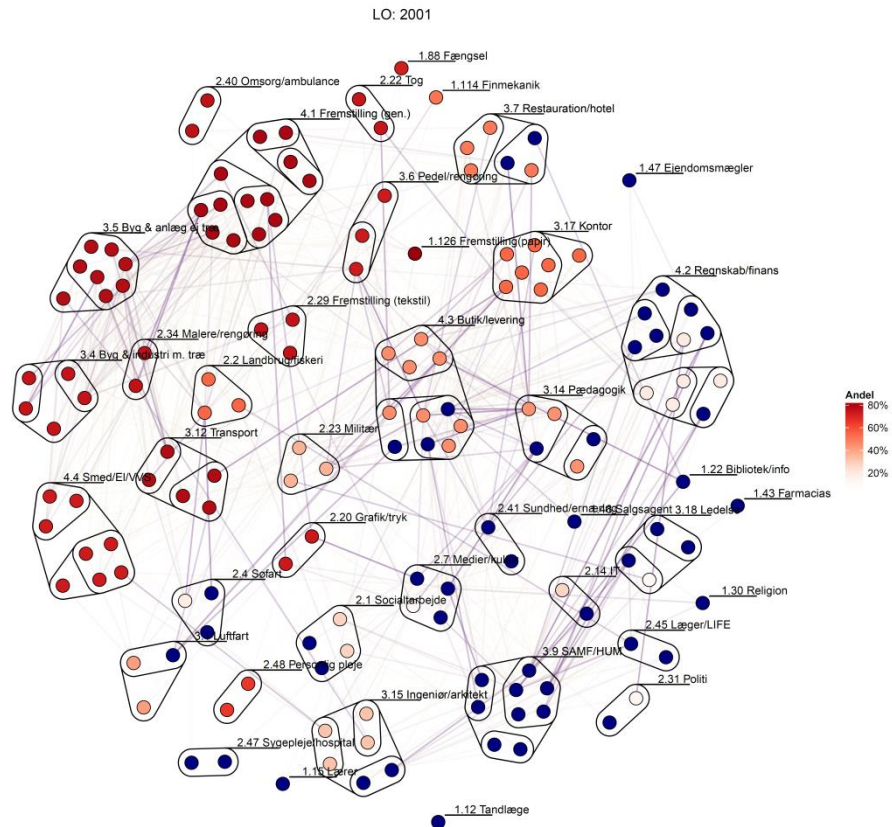 LO: 2001
1.88 Fængsel
2.40 Omsorg/ambulance
2.22 Tog
1.114 Finmekanik
3.7 Restauration/hotel
4.1 Fremstilling (gen.)
1.47 Ejendomsmægler
3.6 Pedel/rengøring
3.17 Kontor
3.5 Byg & anlæg ej træ
1.126 Fremstilling(papir)
4.2 Regnskab/finans
2.29 Fremstilling (tekstil)
4.3 Butik/levering
2.34 Malere/rengøring
3.4 Byg & industri m. træ
2.2 Landbrug/fiskeri
3.14 Pædagogik
Andel
80%
60%
40%
20%
2.23 Militær
3.12 Transport
4.4 Smed/El/VVS
1.22 Bibliotek/info
1.43 Farmacias
2.41 Sundhed/ernæring
Salgsagent
3.18 Ledelse
2.20 Grafik/tryk
2.7 Medier/kultur
2.14 IT
2.4 Søfart
1.30 Religion
2.1 Socialtarbejde
2.45 Læger/LIFE
Luftfart
3.9 SAMF/HUM
2.48 Personlig pleje
2.31 Politi
3.15 Ingeniør/arkitekt
2.47 Sygepleje/hospital
1.15 Lærer
1.12 Tandlæge